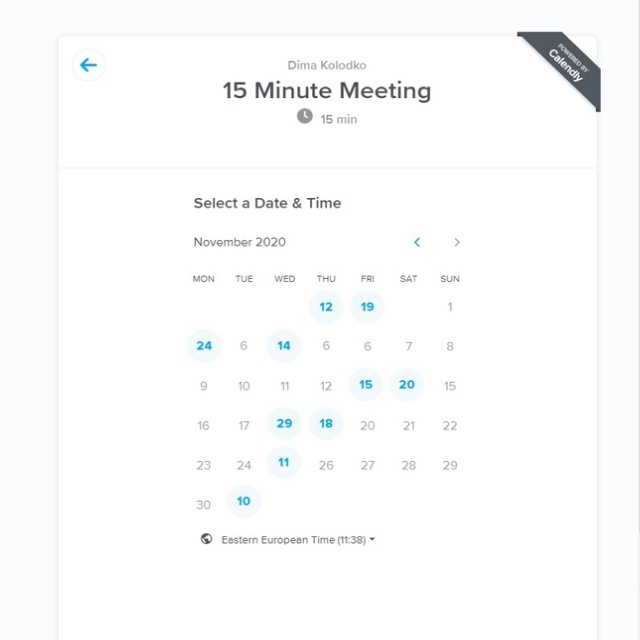 POWERED BY
Calendly
Dima Kolodko
15 Minute Meeting
15 min
Select a Date & Time
November 2020
MON TUE WED THU FRI SAT SUN
12 19 1
24 6 14 6 6 7 8
9 10 11 12 15 20 15
16 17 29 18 20 21 22
23 24 11 26 27 28 29
30 10
Eastern European Time (11:38)